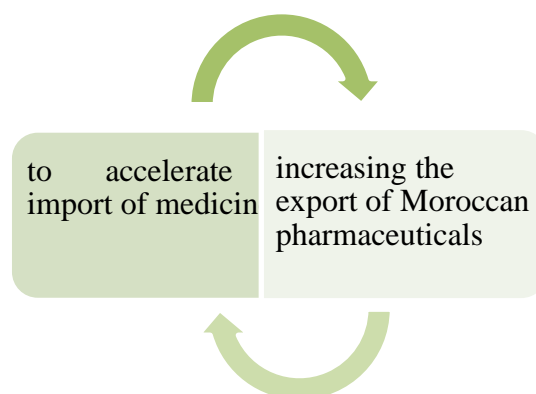 to accelerate
import of medicin
increasing the
export of Moroccan
pharmaceuticals